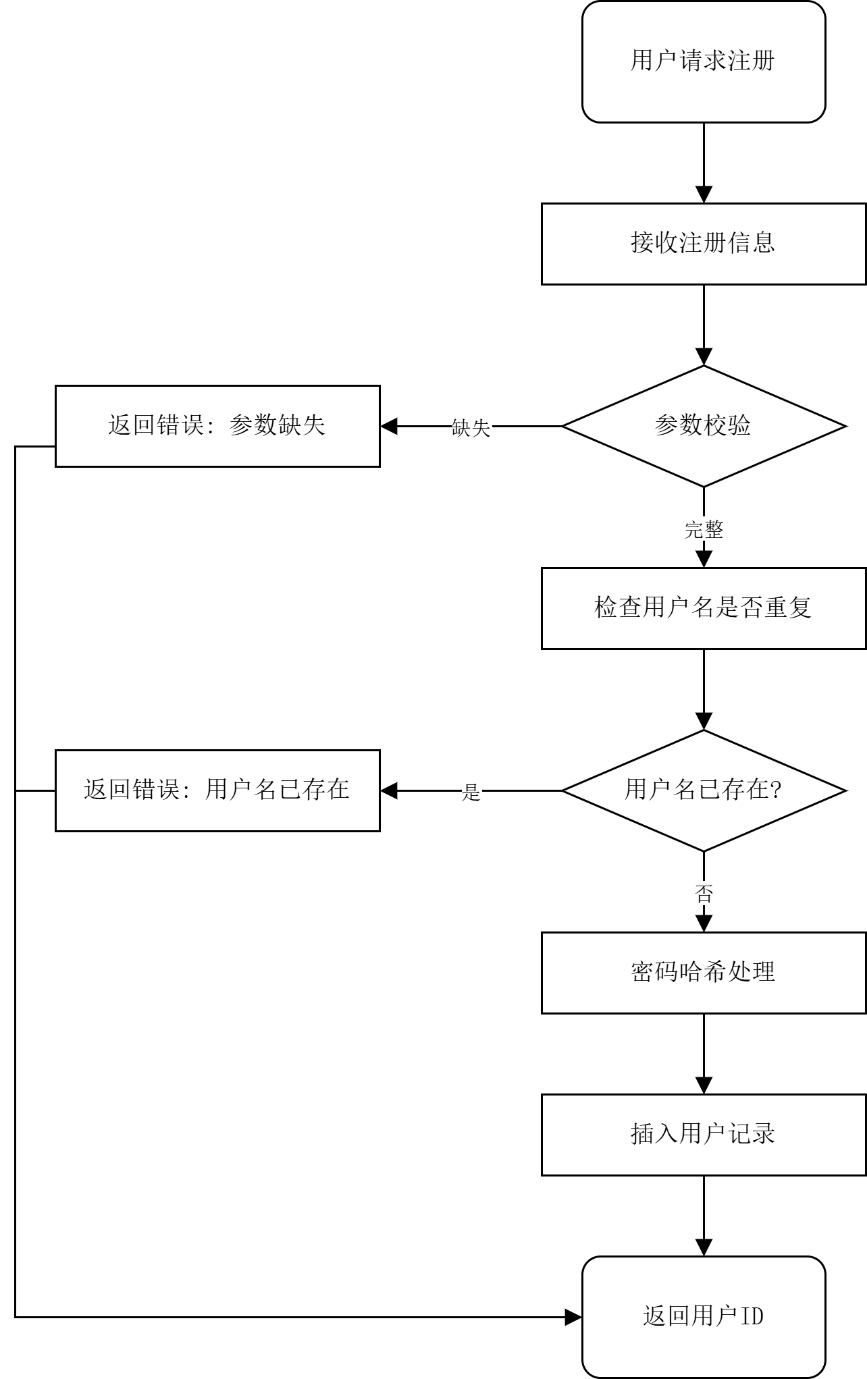 用户请求注册
接收注册信息
参数校验
缺失
返回错误: 参数缺失
完整
检查用户名是否重复
用户名已存在?
是
返回错误: 用户名已存在
否
密码哈希处理
插入用户记录
返回用户ID